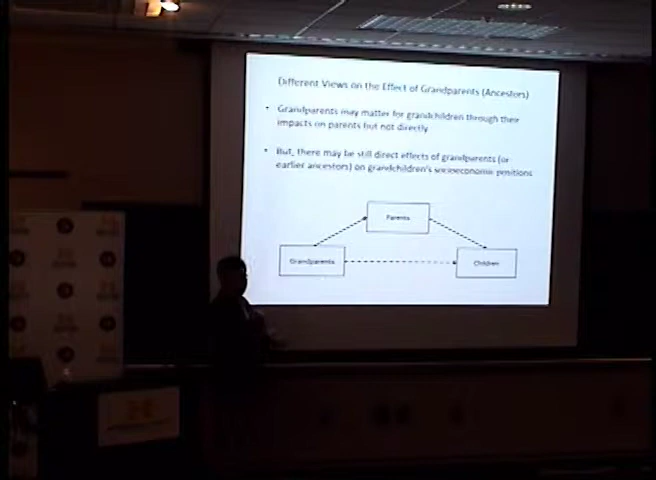 Different Views on the Effect of Grandparents (Ancestors)
• Grandparents may matter for grandchildren through their
impacts on parents but not directly
• But, there may be still direct effects of grandparents (or
earlier ancestors) on grandchildren's socioeconomic positions
Parents
Grandparents
Children